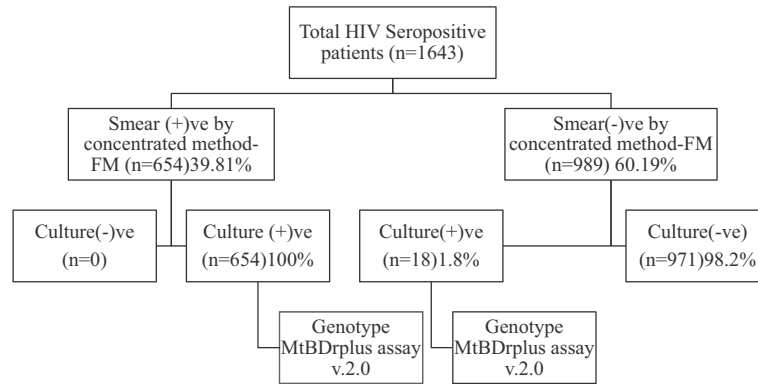 Total HIV Seropositive
patients (n=1643)
Smear (+)ve by
concentrated method-
FM (n=654)39.81%
Smear(-)ve by
concentrated method-FM
(n=989) 60.19%
Culture(-)ve
(n=0)
Culture (+)ve
(n=654)100%
Culture(+)ve
(n=18)1.8%
Culture(-ve)
(n=971)98.2%
Genotype
MtBDrplus assay
v.2.0
Genotype
MtBDrplus assay
v.2.0